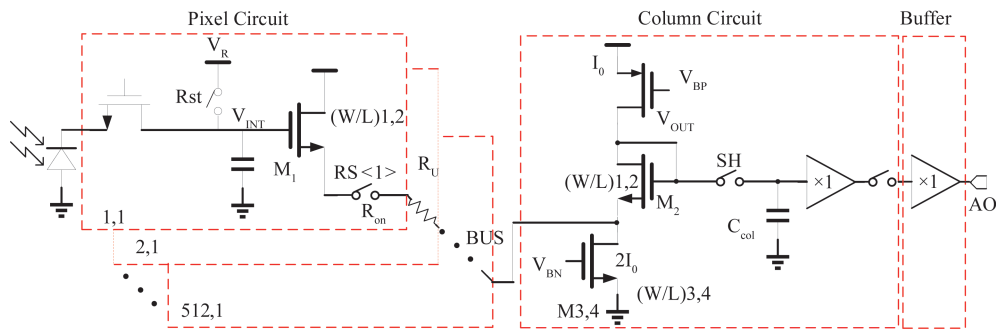 Pixel Circuit
Column Circuit
Buffer
V_R
Rst
V_INT
(W/L)1,2
M_1
RS<1>
R_on
R_U
BUS
1,1
2,1
512,1
I_0
V_BP
V_OUT
(W/L)1,2
M_2
SH
C_col
×1
×1
AO
V_BN
2I_0
(W/L)3,4
M3,4